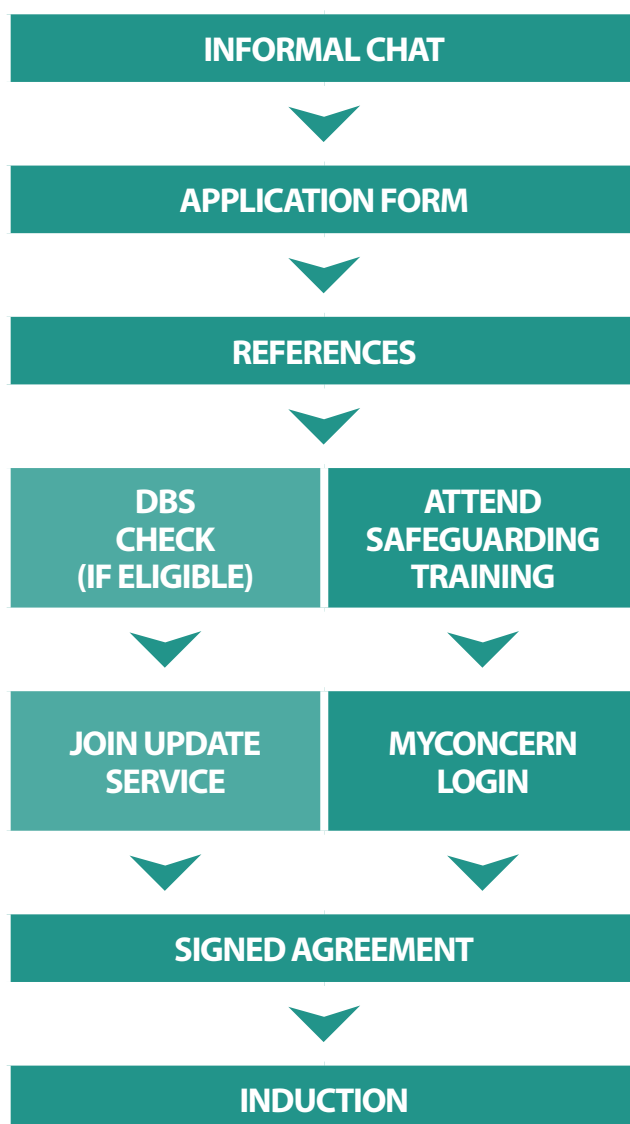 INFORMAL CHAT
APPLICATION FORM
REFERENCES
DBS
CHECK
(IF ELIGIBLE)
ATTEND
SAFEGUARDING
TRAINING
JOIN UPDATE
SERVICE
MYCONCERN
LOGIN
SIGNED AGREEMENT
INDUCTION